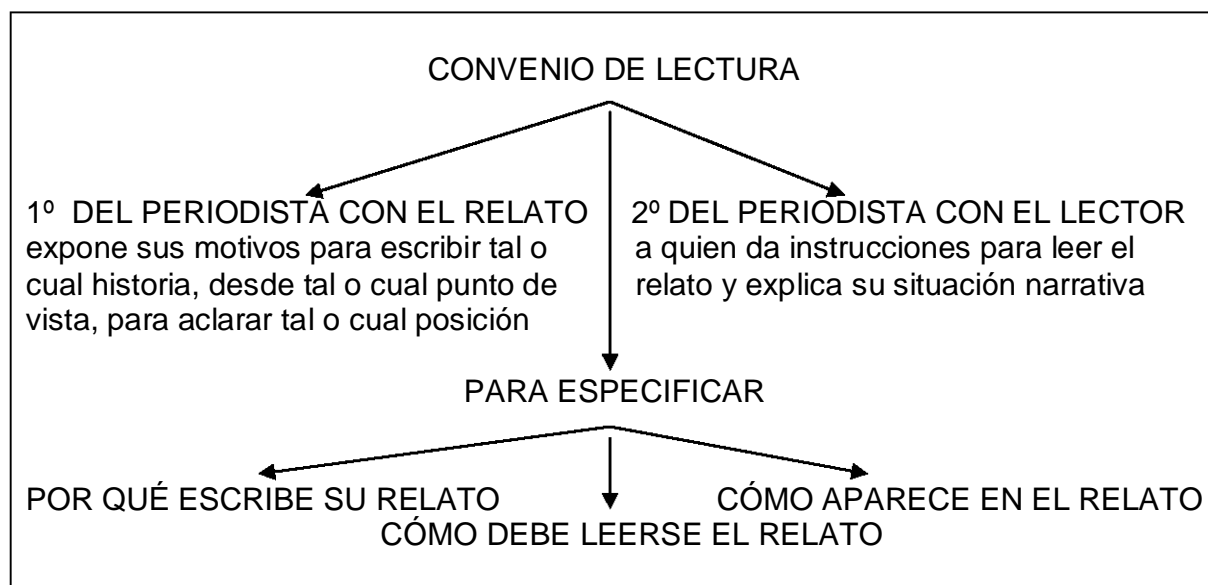 CONVENIO DE LECTURA
1º DEL PERIODISTA CON EL RELATO
expone sus motivos para escribir tal o
cual historia, desde tal o cual punto de
vista, para aclarar tal o cual posición
2º DEL PERIODISTA CON EL LECTOR
a quien da instrucciones para leer el
relato y explica su situación narrativa
PARA ESPECIFICAR
POR QUÉ ESCRIBE SU RELATO
CÓMO DEBE LEERSE EL RELATO
CÓMO APARECE EN EL RELATO